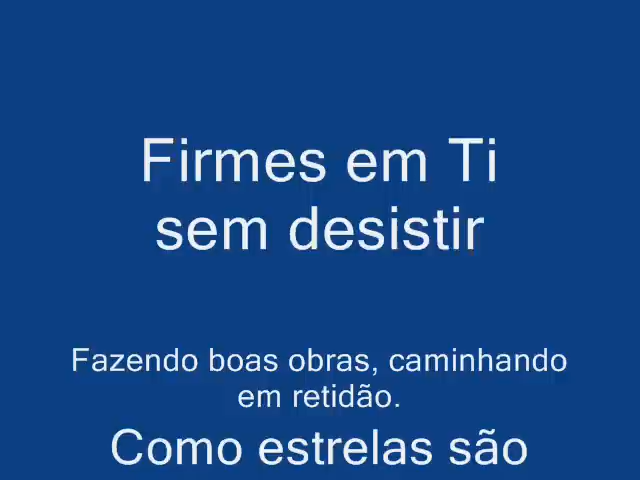 Firmes em Ti
sem desistir
Fazendo boas obras, caminhando
em retidão.
Como estrelas são